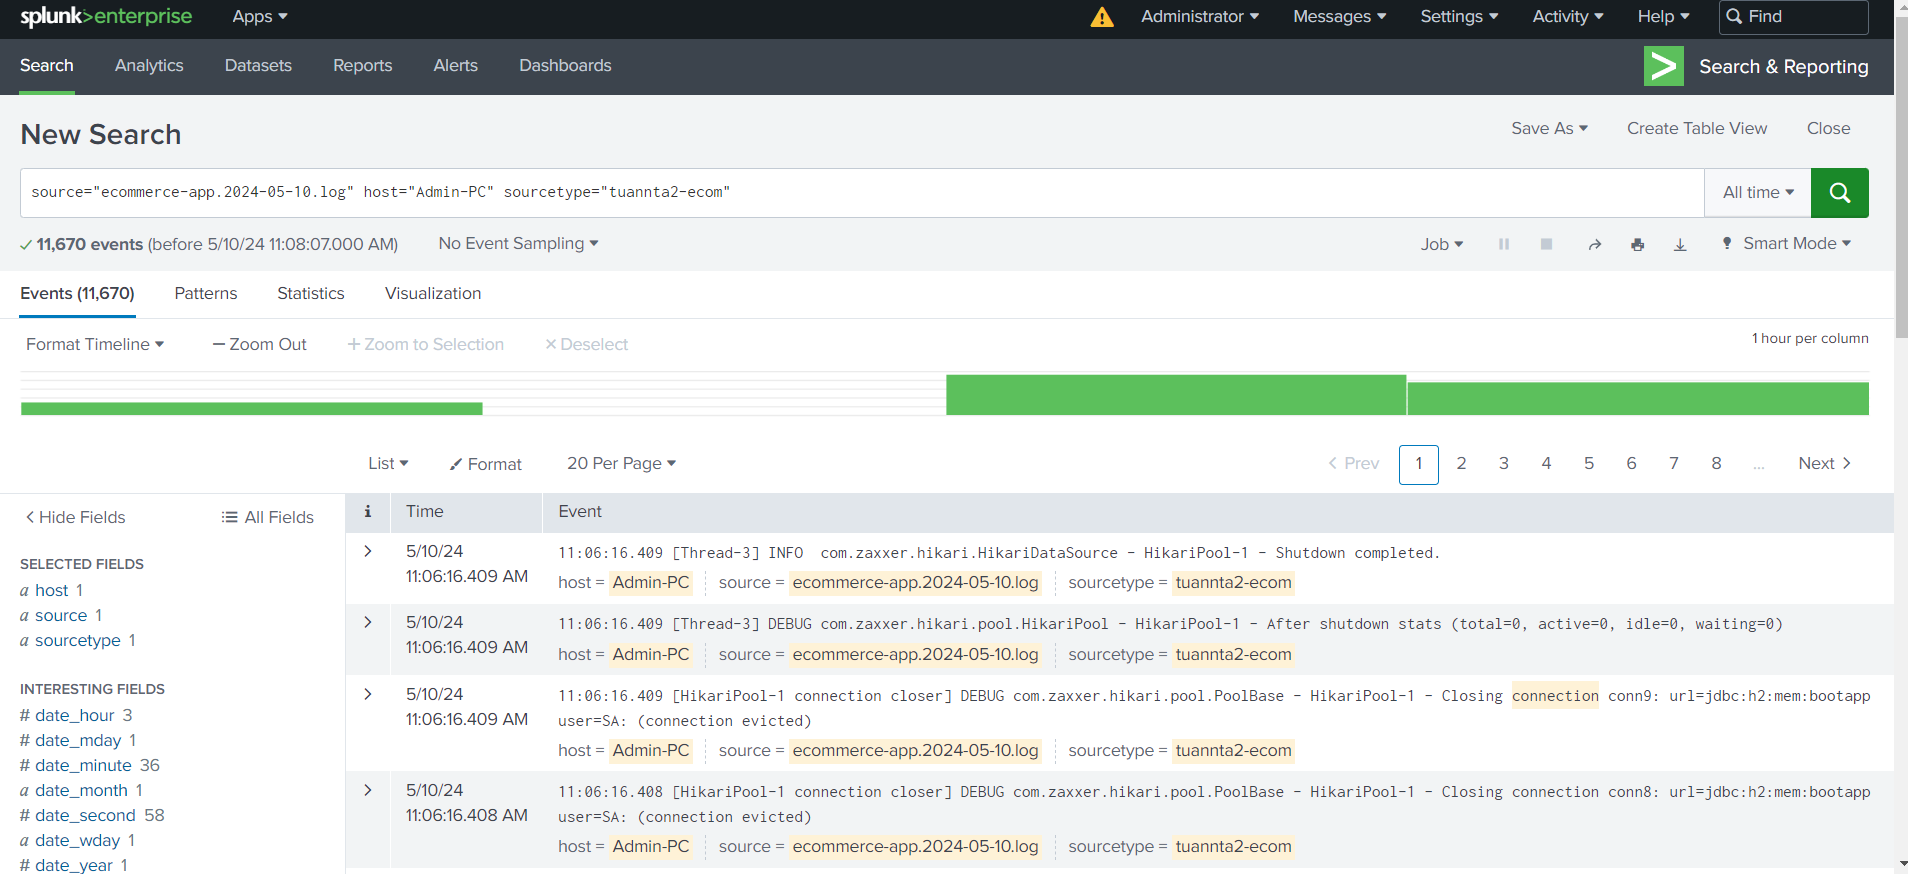 splunk>enterprise Apps Administrator Messages Settings Activity Help Find
Search Analytics Datasets Reports Alerts Dashboards Search & Reporting
New Search Save As Create Table View Close
source="ecommerce-app.2024-05-10.log" host="Admin-PC" sourcetype="tuannta2-ecom" All time
11,670 events (before 5/10/24 11:08:07.000 AM) No Event Sampling Job Smart Mode
Events (11,670) Patterns Statistics Visualization
Format Timeline — Zoom Out + Zoom to Selection × Deselect 1 hour per column
List Format 20 Per Page < Prev 1 2 3 4 5 6 7 8 ... Next >
< Hide Fields All Fields
SELECTED FIELDS
a host 1
a source 1
a sourcetype 1
INTERESTING FIELDS
# date_hour 3
# date_mday 1
# date_minute 36
a date_month 1
# date_second 58
a date_wday 1
# date_year 1
i Time Event
> 5/10/24
11:06:16.409 AM
11:06:16.409 [Thread-3] INFO  com.zaxxer.hikari.HikariDataSource - HikariPool-1 - Shutdown completed.
host = Admin-PC source = ecommerce-app.2024-05-10.log sourcetype = tuannta2-ecom
> 5/10/24
11:06:16.409 AM
11:06:16.409 [Thread-3] DEBUG com.zaxxer.hikari.pool.HikariPool - HikariPool-1 - After shutdown stats (total=0, active=0, idle=0, waiting=0)
host = Admin-PC source = ecommerce-app.2024-05-10.log sourcetype = tuannta2-ecom
> 5/10/24
11:06:16.409 AM
11:06:16.409 [HikariPool-1 connection closer] DEBUG com.zaxxer.hikari.pool.PoolBase - HikariPool-1 - Closing connection conn9: url=jdbc:h2:mem:bootapp
user=SA: (connection evicted)
host = Admin-PC source = ecommerce-app.2024-05-10.log sourcetype = tuannta2-ecom
> 5/10/24
11:06:16.408 AM
11:06:16.408 [HikariPool-1 connection closer] DEBUG com.zaxxer.hikari.pool.PoolBase - HikariPool-1 - Closing connection conn8: url=jdbc:h2:mem:bootapp
user=SA: (connection evicted)
host = Admin-PC source = ecommerce-app.2024-05-10.log sourcetype = tuannta2-ecom